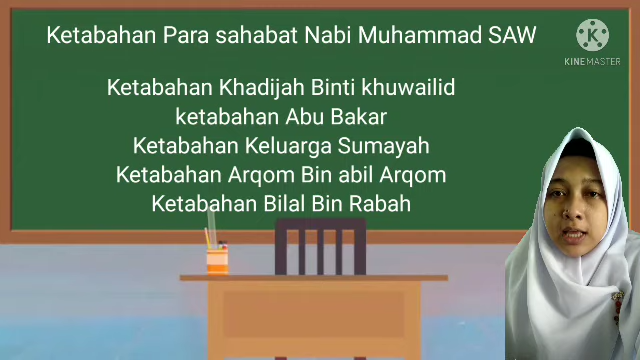 Ketabahan Para sahabat Nabi Muhammad SAW
KINEMASTER
Ketabahan Khadijah Binti khuwailid
ketabahan Abu Bakar
Ketabahan Keluarga Sumayah
Ketabahan Arqom Bin abil Arqom
Ketabahan Bilal Bin Rabah